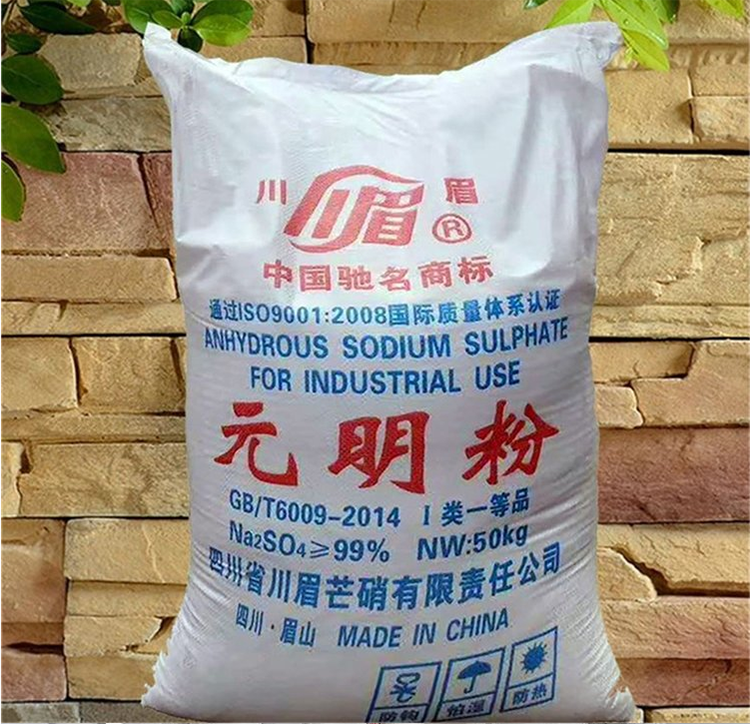 川 川眉 眉
®
中国驰名商标
通过ISO9001:2008国际质量体系认证
ANHYDROUS SODIUM SULPHATE
FOR INDUSTRIAL USE
元明粉
GB/T6009-2014 Ⅰ类一等品
Na₂SO₄≥99% NW:50kg
四川省川眉芒硝有限责任公司
四川·眉山 MADE IN CHINA
防钩 怕湿 防热